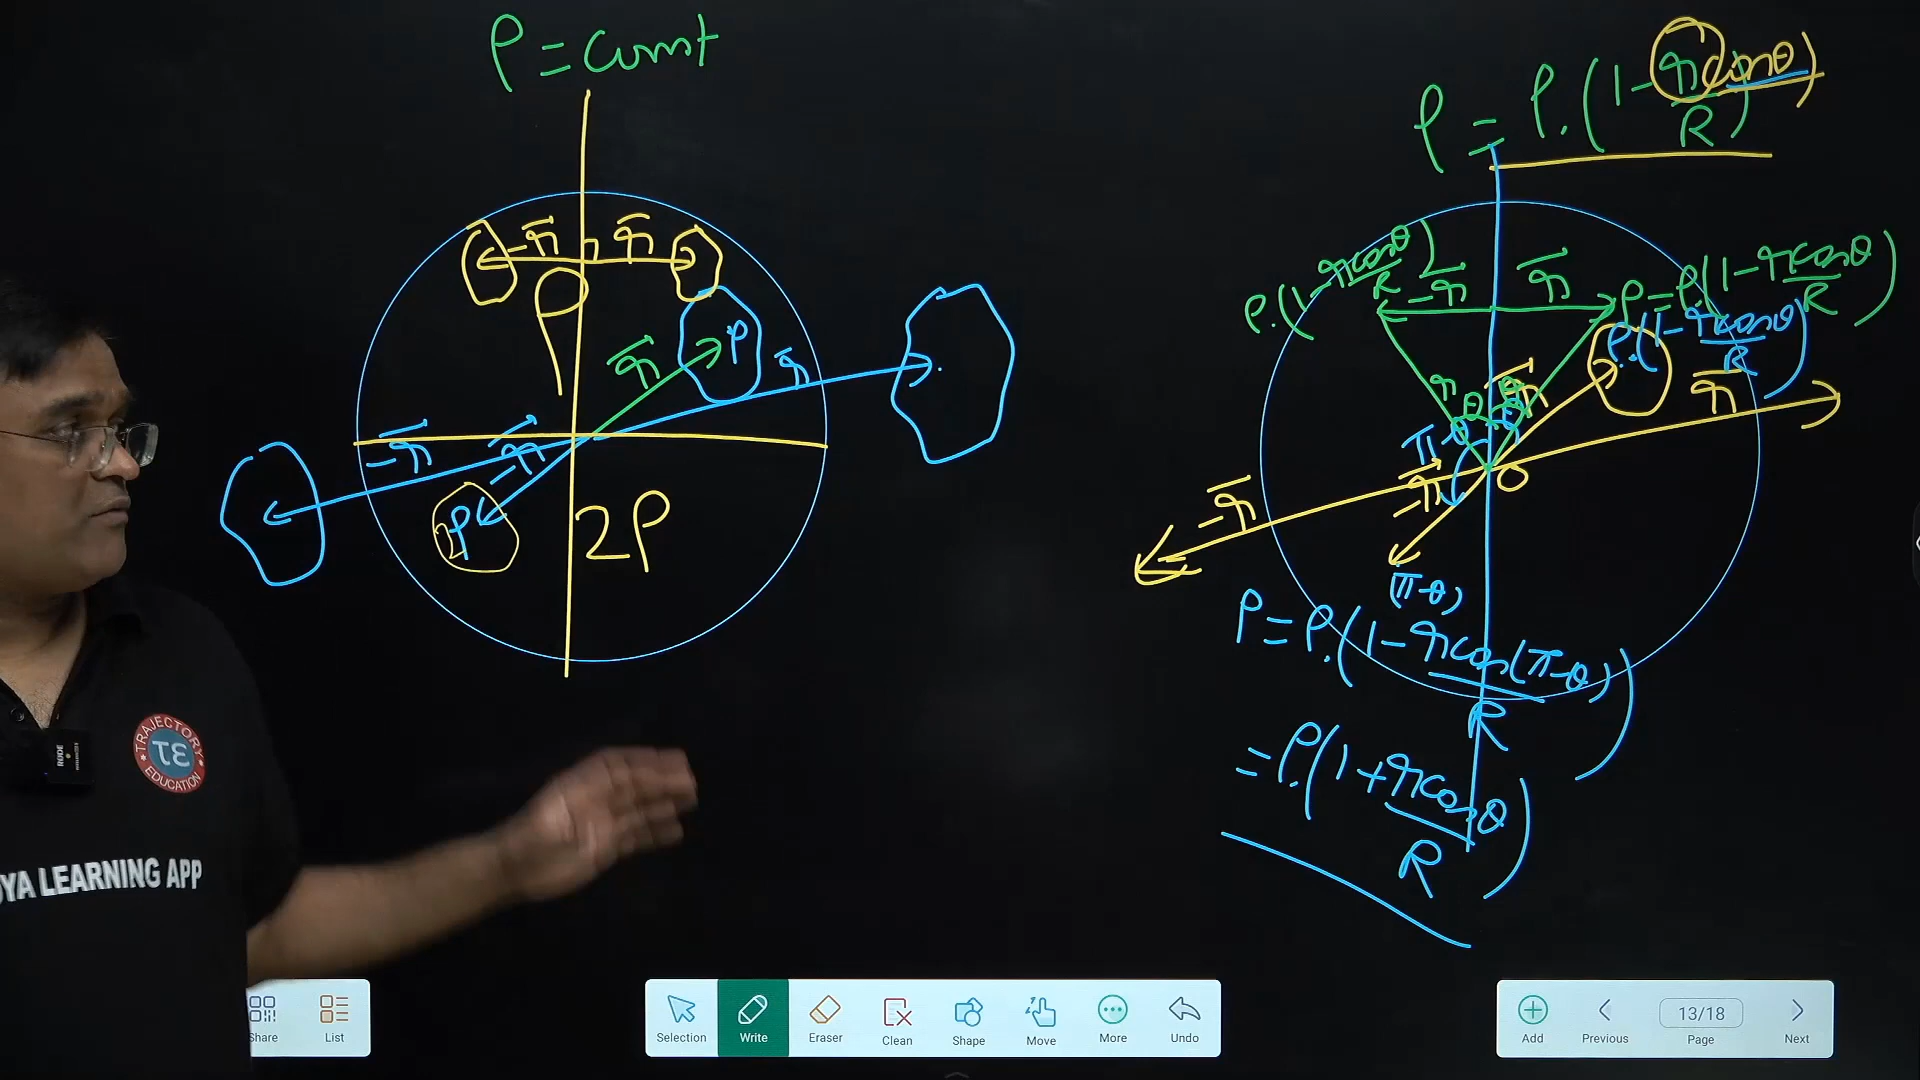 ρ = const
ρ = ρ₀(1 - r cosθ / R)
-r⃗ r⃗
ρ
r⃗ ρ r⃗
-r⃗ -r⃗
2ρ 2ρ
ρ₀(1 - r cosθ / R) -r⃗ r⃗ ρ = ρ₀(1 - r cosθ / R)
ρ₀(1 - r cosθ / R)
r θ θ r⃗ r⃗
π-θ θ
-r⃗ -r⃗ O
(π-θ)
ρ = ρ₀(1 - r cos(π-θ) / R)
= ρ₀(1 + r cosθ / R)
TRAJECTORY
TE
EDUCATION
RØDE
YA LEARNING APP
Share List
Selection Write Eraser Clean Shape Move More Undo
Add Previous 13/18 Page Next